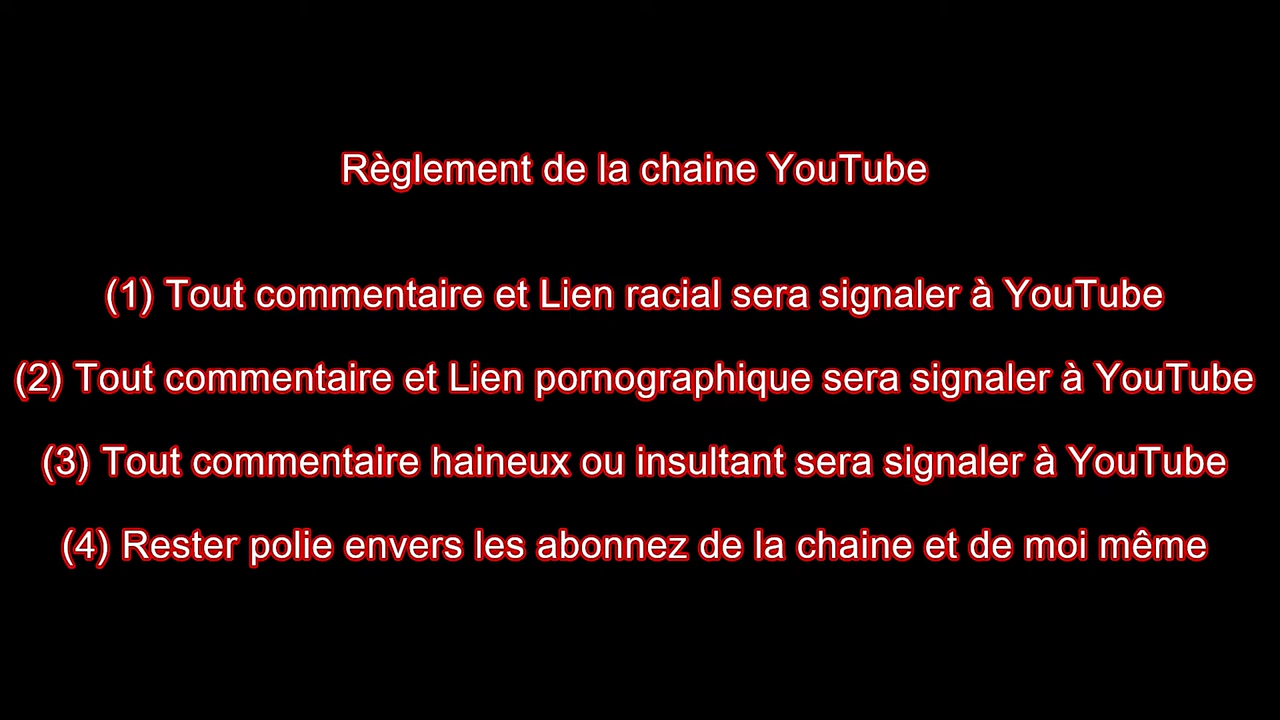 Règlement de la chaine YouTube
(1) Tout commentaire et Lien racial sera signaler à YouTube
(2) Tout commentaire et Lien pornographique sera signaler à YouTube
(3) Tout commentaire haineux ou insultant sera signaler à YouTube
(4) Rester polie envers les abonnez de la chaine et de moi même